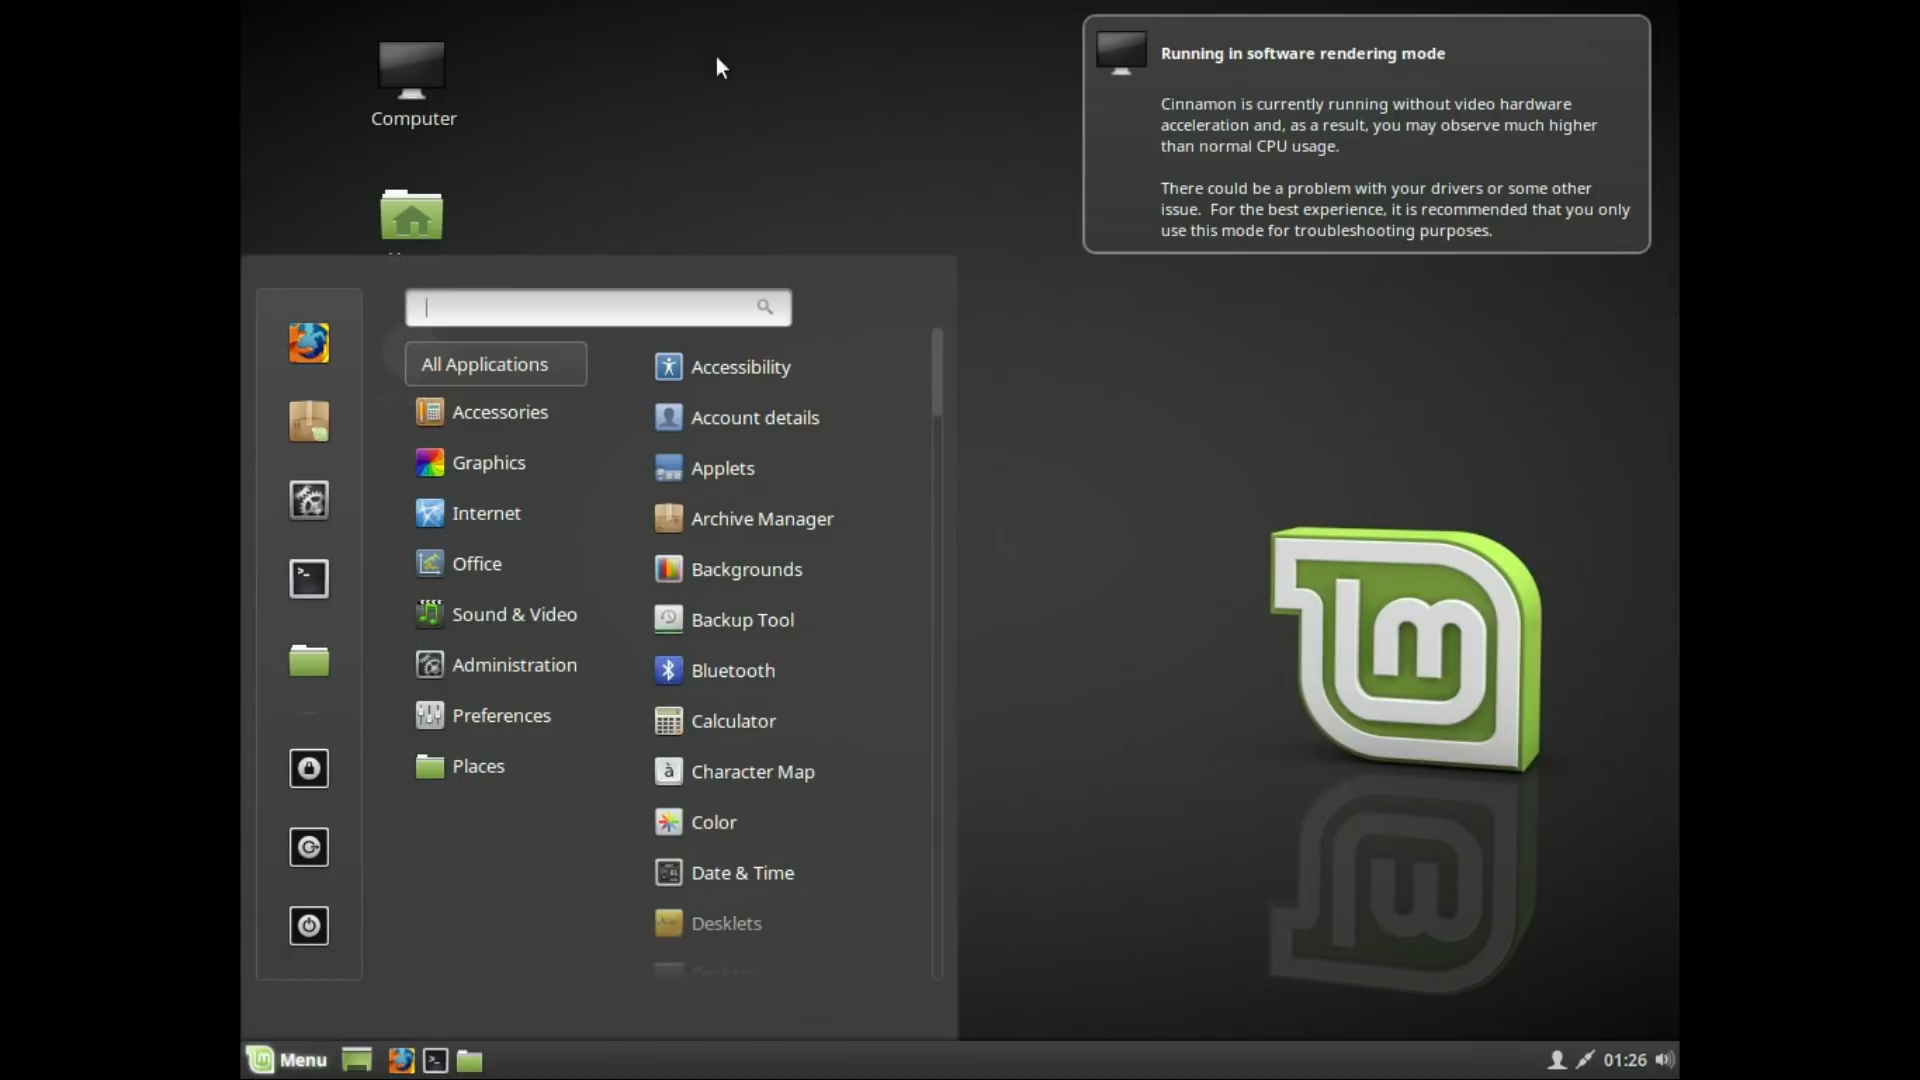 Computer
Running in software rendering mode
Cinnamon is currently running without video hardware
acceleration and, as a result, you may observe much higher
than normal CPU usage.
There could be a problem with your drivers or some other
issue.  For the best experience, it is recommended that you only
use this mode for troubleshooting purposes.
All Applications
Accessories
Graphics
Internet
Office
Sound & Video
Administration
Preferences
Places
Accessibility
Account details
Applets
Archive Manager
Backgrounds
Backup Tool
Bluetooth
Calculator
Character Map
Color
Date & Time
Desklets
Menu
01:26